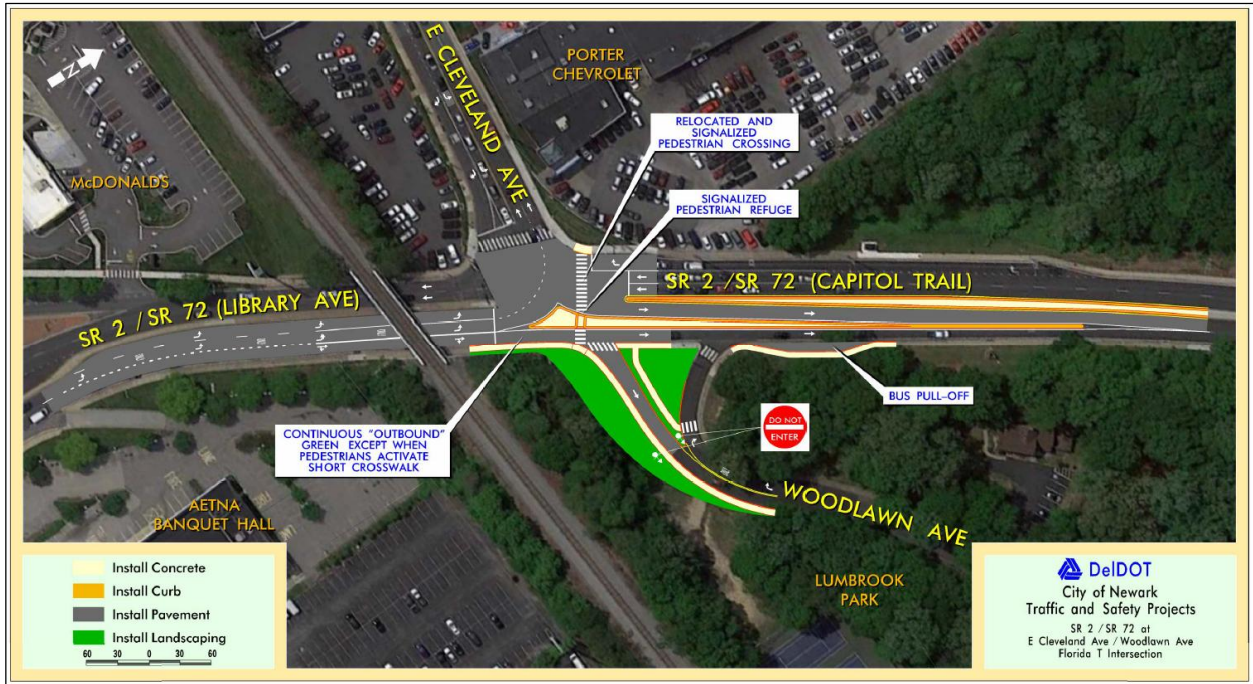 N
E CLEVELAND AVE
PORTER
CHEVROLET
RELOCATED AND
SIGNALIZED
PEDESTRIAN CROSSING
McDONALDS
SIGNALIZED
PEDESTRIAN REFUGE
SR 2 / SR 72 (LIBRARY AVE)
SR 2 /SR 72 (CAPITOL TRAIL)
BUS PULL-OFF
CONTINUOUS "OUTBOUND"
GREEN EXCEPT WHEN
PEDESTRIANS ACTIVATE
SHORT CROSSWALK
DO NOT
ENTER
WOODLAWN AVE
AETNA
BANQUET HALL
LUMBROOK
PARK
Install Concrete
Install Curb
Install Pavement
Install Landscaping
60 30 0 30 60
DelDOT
City of Newark
Traffic and Safety Projects
SR 2 / SR 72 at
E Cleveland Ave / Woodlawn Ave
Florida T Intersection